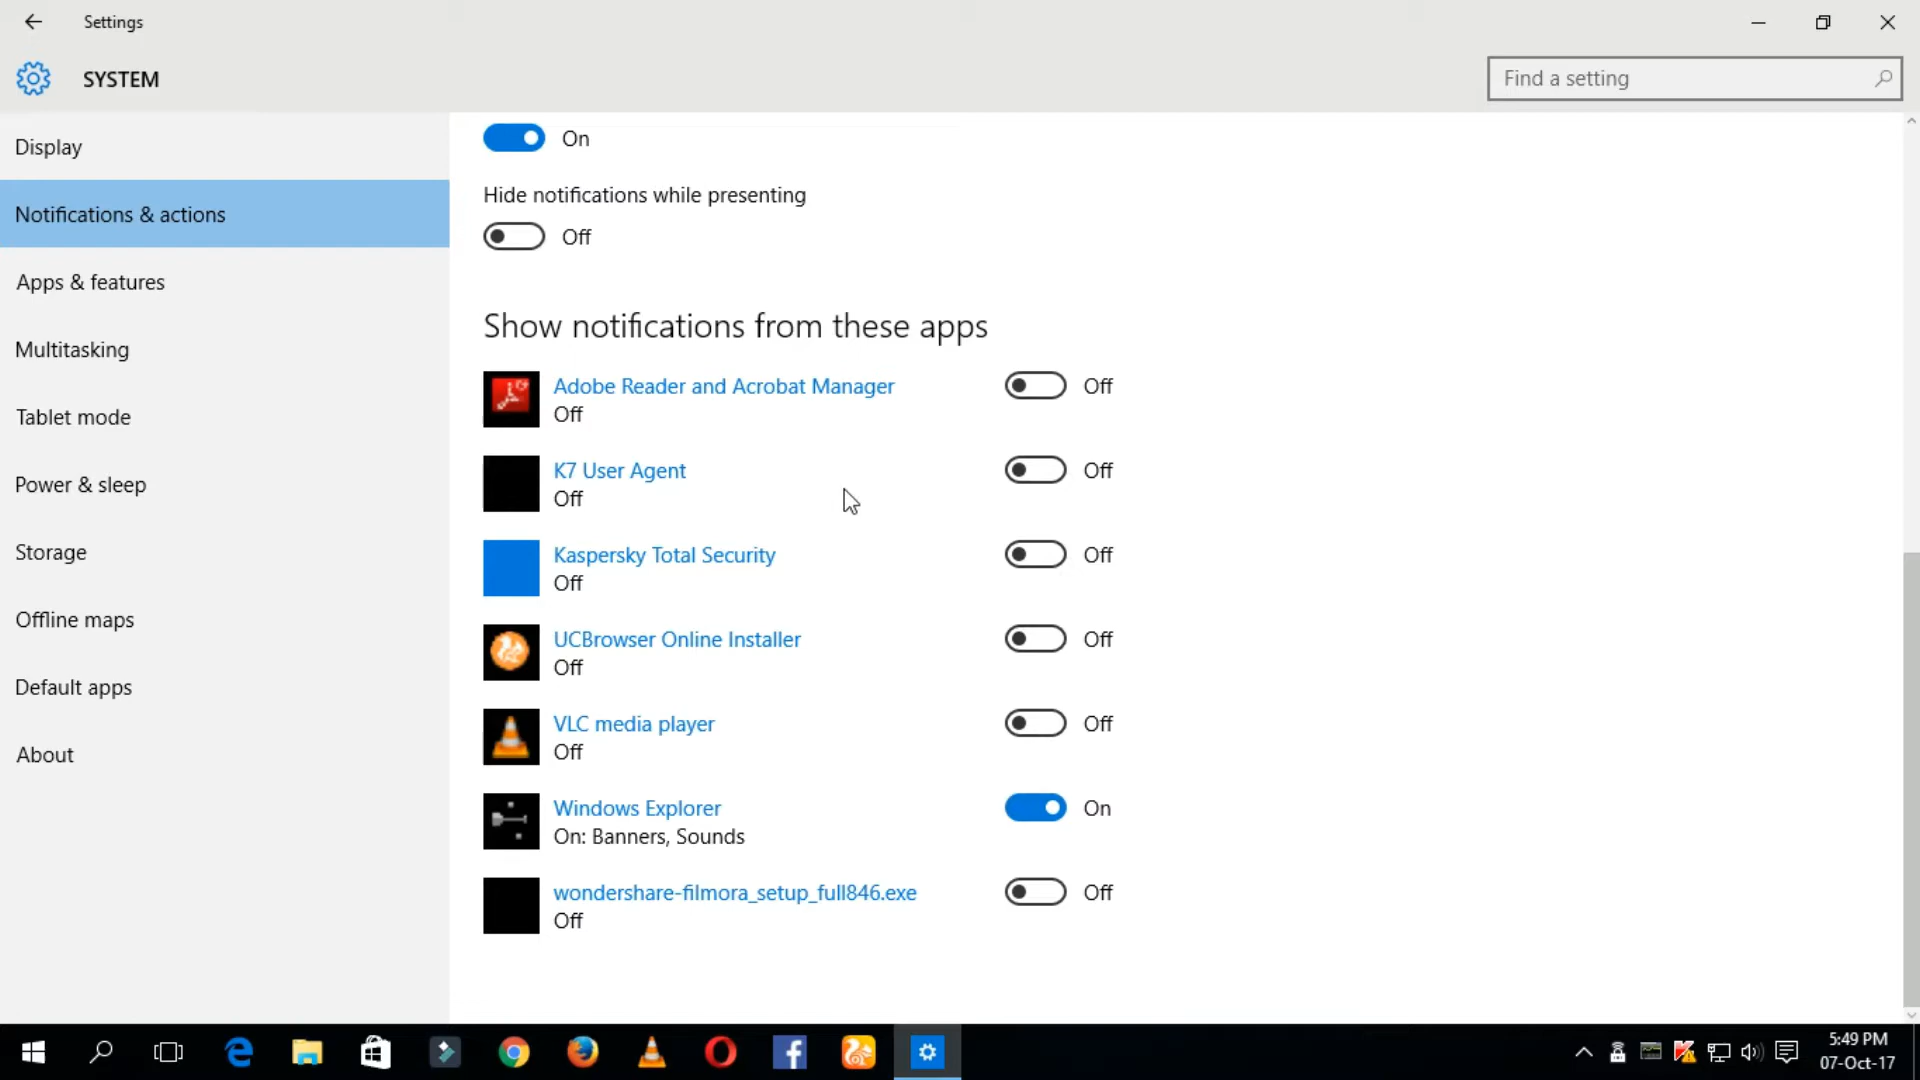 Settings
SYSTEM
Find a setting
Display
Notifications & actions
Apps & features
Multitasking
Tablet mode
Power & sleep
Storage
Offline maps
Default apps
About
On
Hide notifications while presenting
Off
Show notifications from these apps
Adobe Reader and Acrobat Manager
Off
Off
K7 User Agent
Off
Off
Kaspersky Total Security
Off
Off
UCBrowser Online Installer
Off
Off
VLC media player
Off
Off
Windows Explorer
On
On: Banners, Sounds
wondershare-filmora_setup_full846.exe
Off
Off
5:49 PM
07-Oct-17